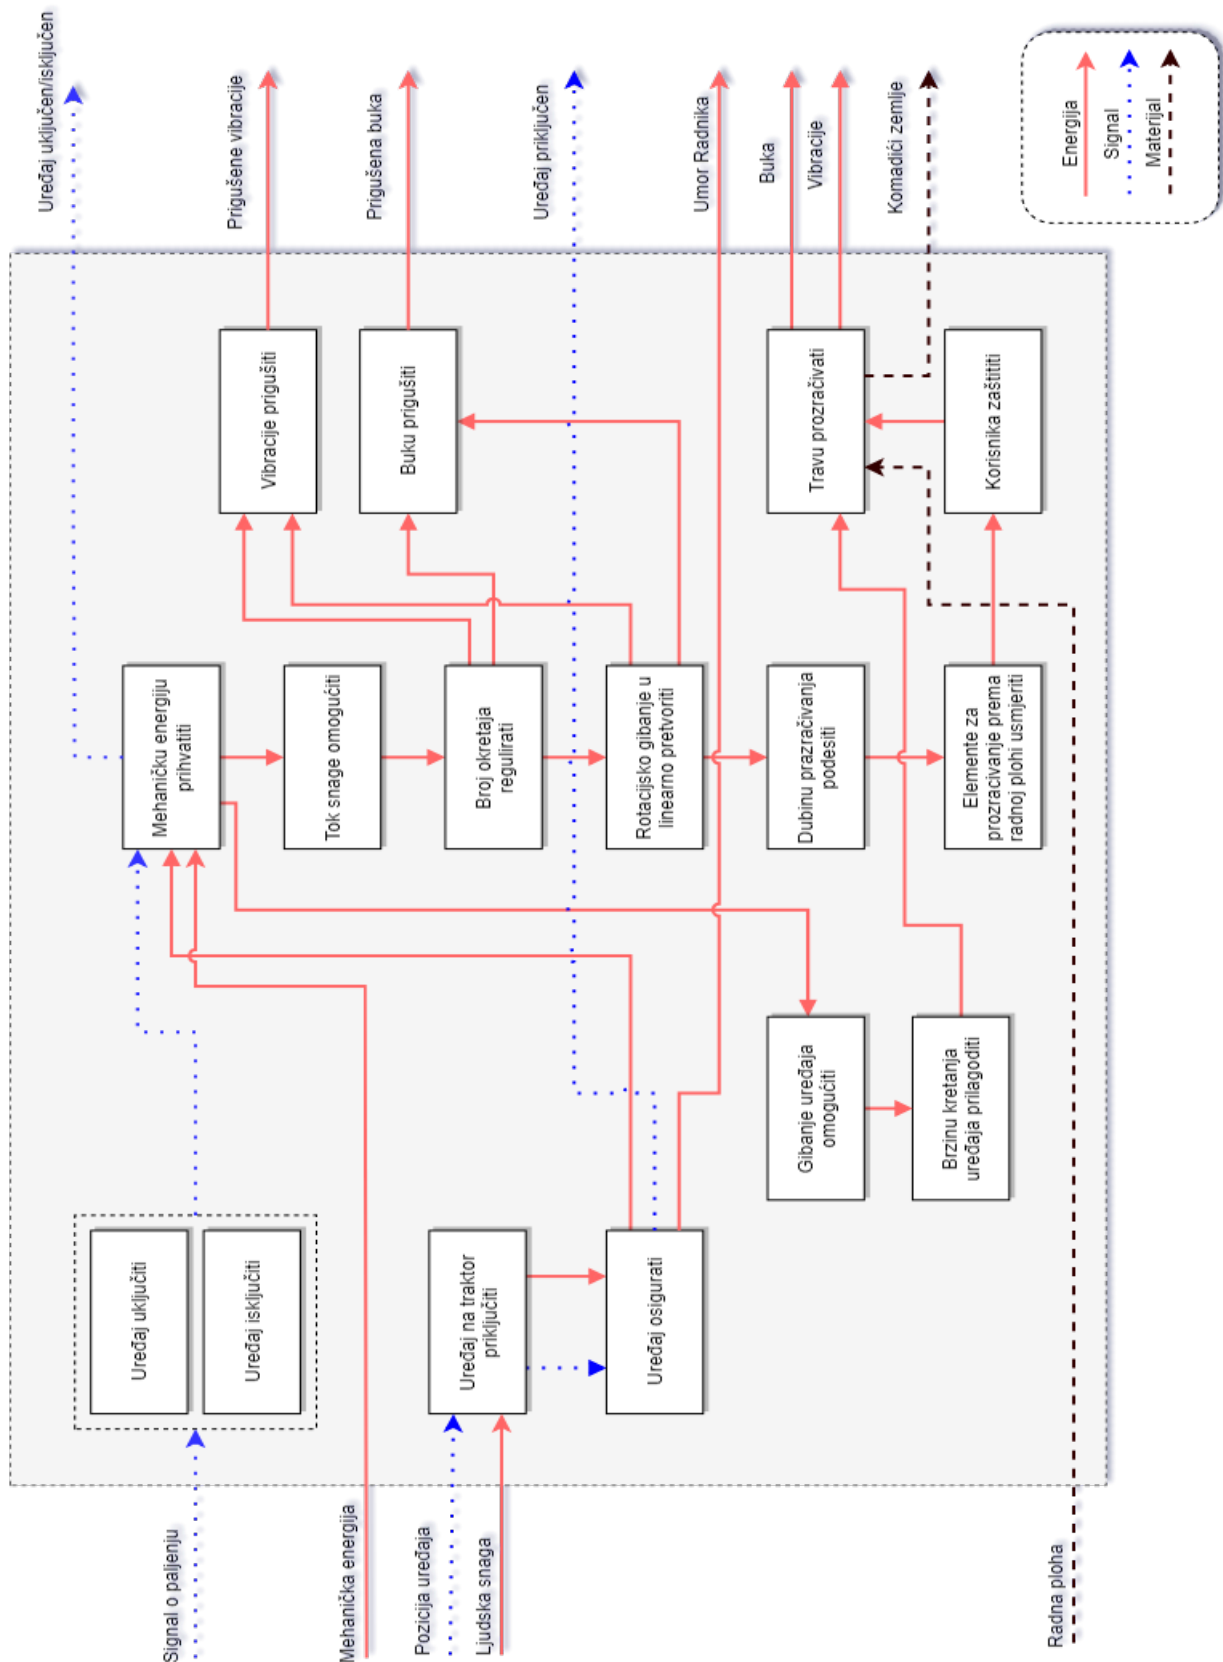 Signal o paljenju
Mehanička energija
Pozicija uređaja
Ljudska snaga
Radna ploha
Uređaj uključiti
Uređaj isključiti
Uređaj na traktor
priključiti
Uređaj osigurati
Gibanje uređaja
omogućiti
Brzinu kretanja
uređaja prilagoditi
Mehaničku energiju
prihvatiti
Tok snage omogućiti
Broj okretaja
regulirati
Rotacijsko gibanje u
linearno pretvoriti
Dubinu prazračivanja
podesiti
Elemente za
prozracivanje prema
radnoj plohi usmjeriti
Vibracije prigušiti
Buku prigušiti
Travu prozračivati
Korisnika zaštititi
Uređaj uključen/isključen
Prigušene vibracije
Prigušena buka
Uređaj priključen
Umor Radnika
Buka
Vibracije
Komadići zemlje
Energija
Signal
Materijal